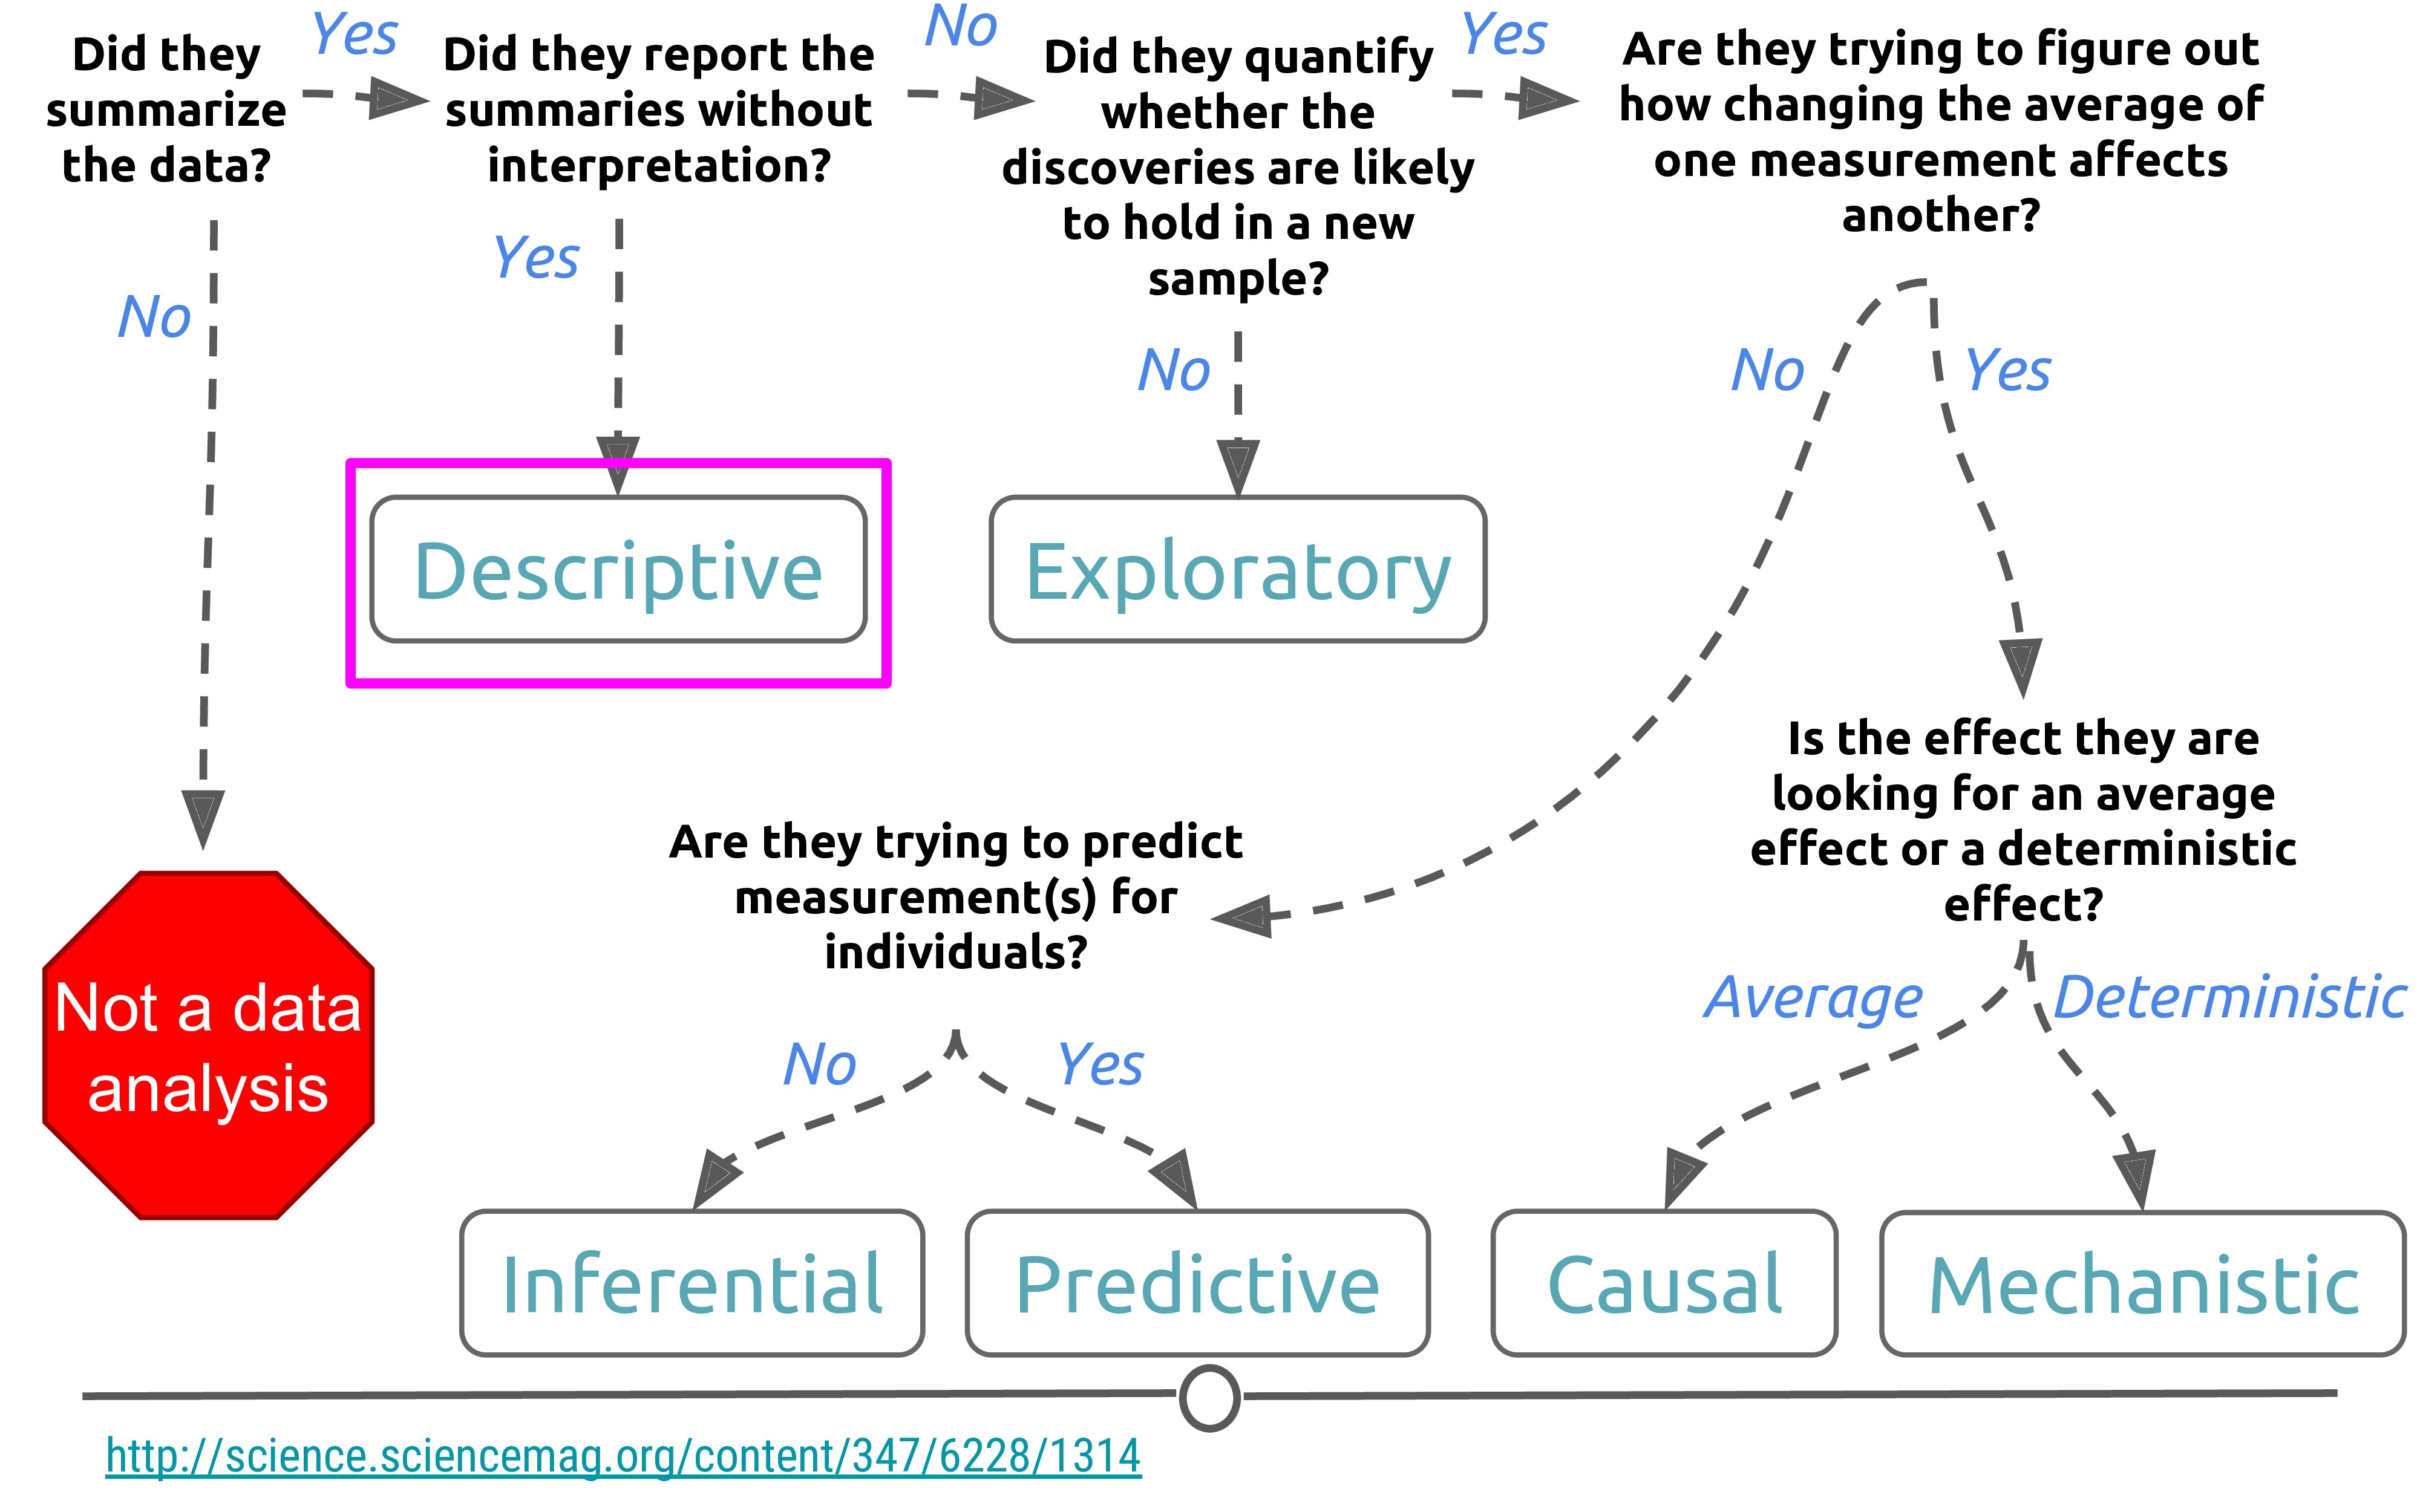 Did they
summarize
the data?
Yes
No
Did they report the
summaries without
interpretation?
No
Yes
Did they quantify
whether the
discoveries are likely
to hold in a new
sample?
Yes
No
Are they trying to figure out
how changing the average of
one measurement affects
another?
No
Yes
Descriptive
Exploratory
Is the effect they are
looking for an average
effect or a deterministic
effect?
Average
Deterministic
Are they trying to predict
measurement(s) for
individuals?
No
Yes
Not a data
analysis
Inferential
Predictive
Causal
Mechanistic
http://science.sciencemag.org/content/347/6228/1314